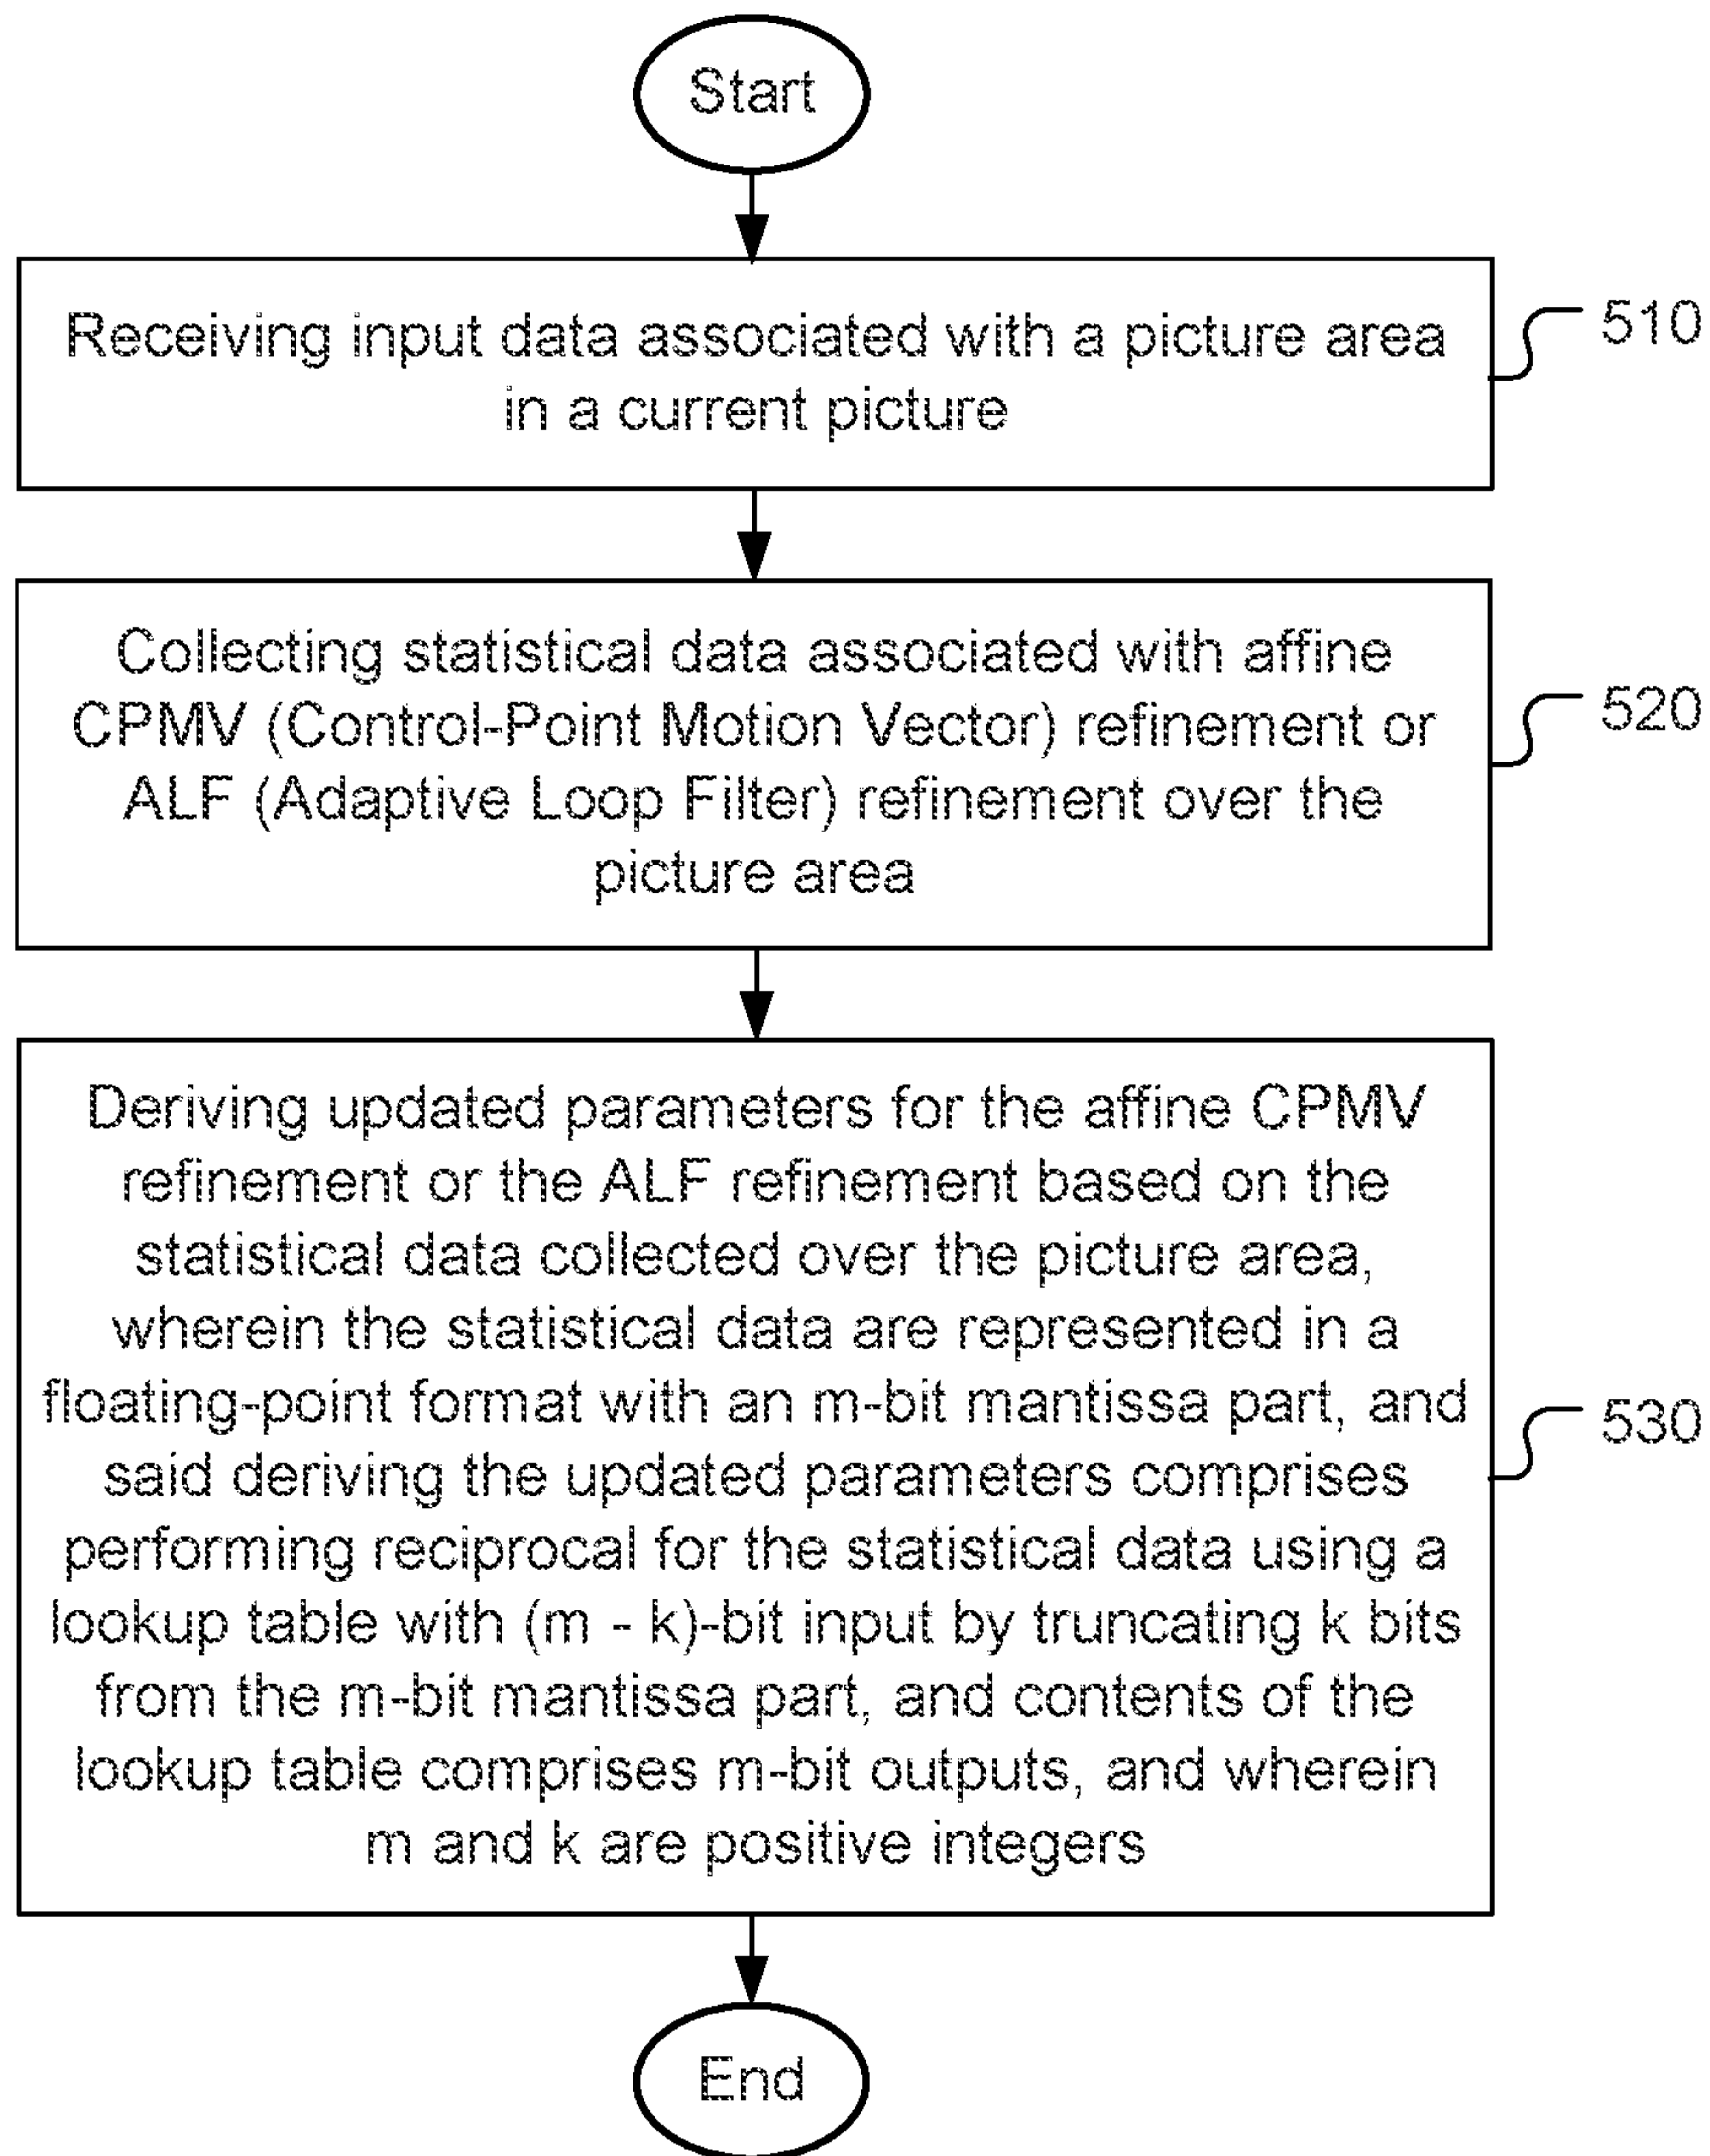 Start
Receiving input data associated with a picture area
in a current picture
510
Collecting statistical data associated with affine
CPMV (Control-Point Motion Vector) refinement or
ALF (Adaptive Loop Filter) refinement over the
picture area
520
Deriving updated parameters for the affine CPMV
refinement or the ALF refinement based on the
statistical data collected over the picture area,
wherein the statistical data are represented in a
floating-point format with an m-bit mantissa part, and
said deriving the updated parameters comprises
performing reciprocal for the statistical data using a
lookup table with (m - k)-bit input by truncating k bits
from the m-bit mantissa part, and contents of the
lookup table comprises m-bit outputs, and wherein
m and k are positive integers
530
End